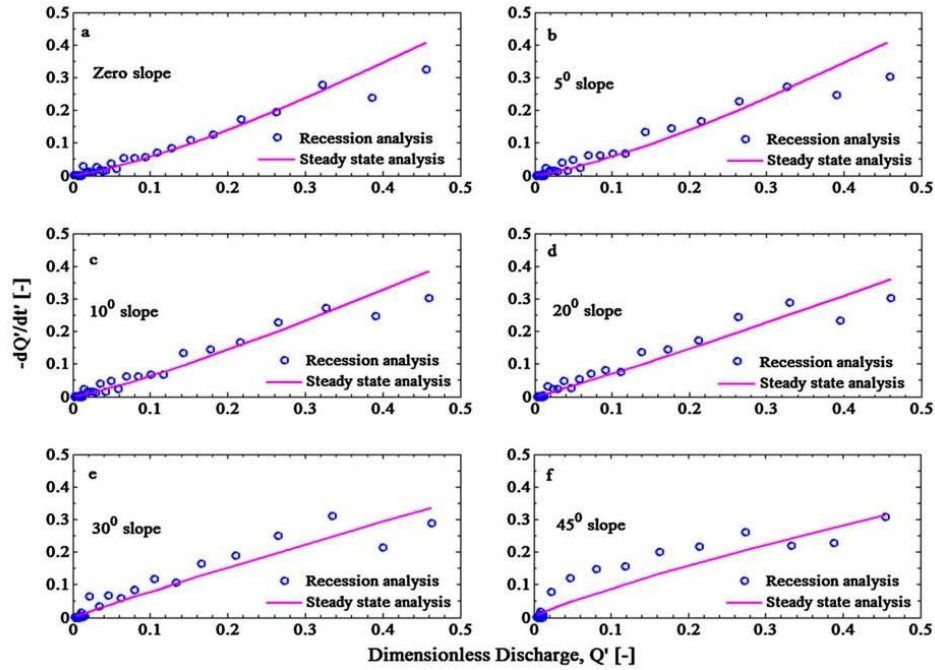 0.5 a 0.5 b
0.4 0.4
Zero slope 5⁰ slope
0.3 0.3
0.2 0.2
Recession analysis Recession analysis
0.1 0.1
Steady state analysis Steady state analysis
0 0
0 0.1 0.2 0.3 0.4 0.5 0 0.1 0.2 0.3 0.4 0.5
0.5 0.5
c d
0.4 0.4
10⁰ slope 20⁰ slope
0.3 0.3
0.2 0.2
Recession analysis Recession analysis
0.1 0.1
Steady state analysis Steady state analysis
0 0
0 0.1 0.2 0.3 0.4 0.5 0 0.1 0.2 0.3 0.4 0.5
-dQ'/dt' [-]
0.5 0.5
e f
0.4 0.4
30⁰ slope 45⁰ slope
0.3 0.3
0.2 0.2
Recession analysis Recession analysis
0.1 0.1
Steady state analysis Steady state analysis
0 0
0 0.1 0.2 0.3 0.4 0.5 0 0.1 0.2 0.3 0.4 0.5
Dimensionless Discharge, Q' [-]